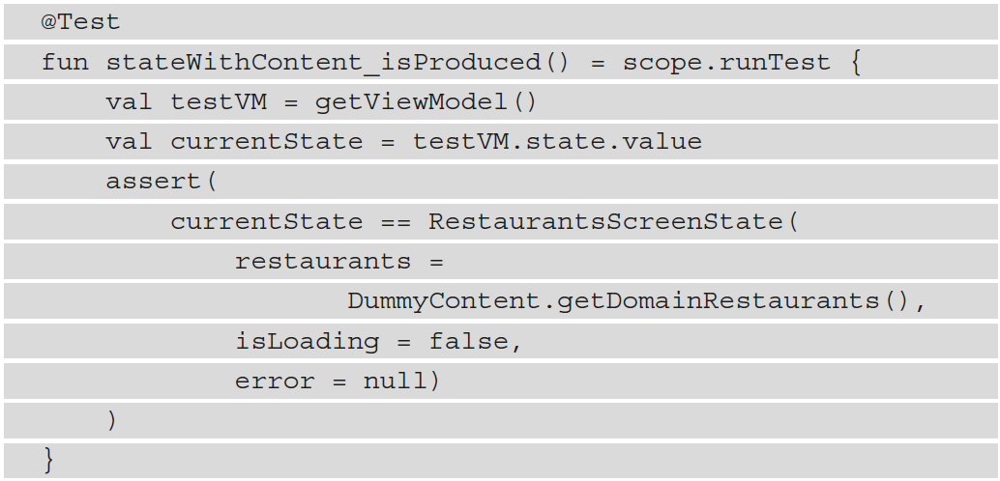 @Test
fun stateWithContent_isProduced() = scope.runTest {
    val testVM = getViewModel()
    val currentState = testVM.state.value
    assert(
        currentState == RestaurantsScreenState(
            restaurants =
                   DummyContent.getDomainRestaurants(),
            isLoading = false,
            error = null)
    )
}